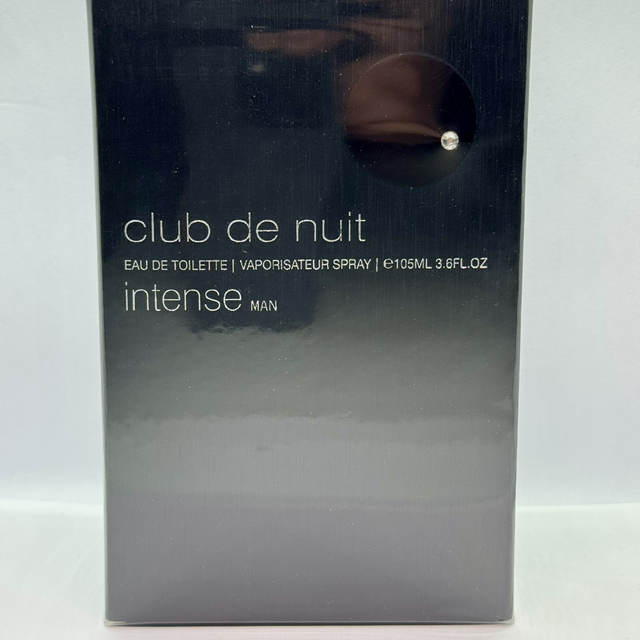 club de nuit
EAU DE TOILETTE | VAPORISATEUR SPRAY | ℮105ML 3.6FL.OZ
intense MAN